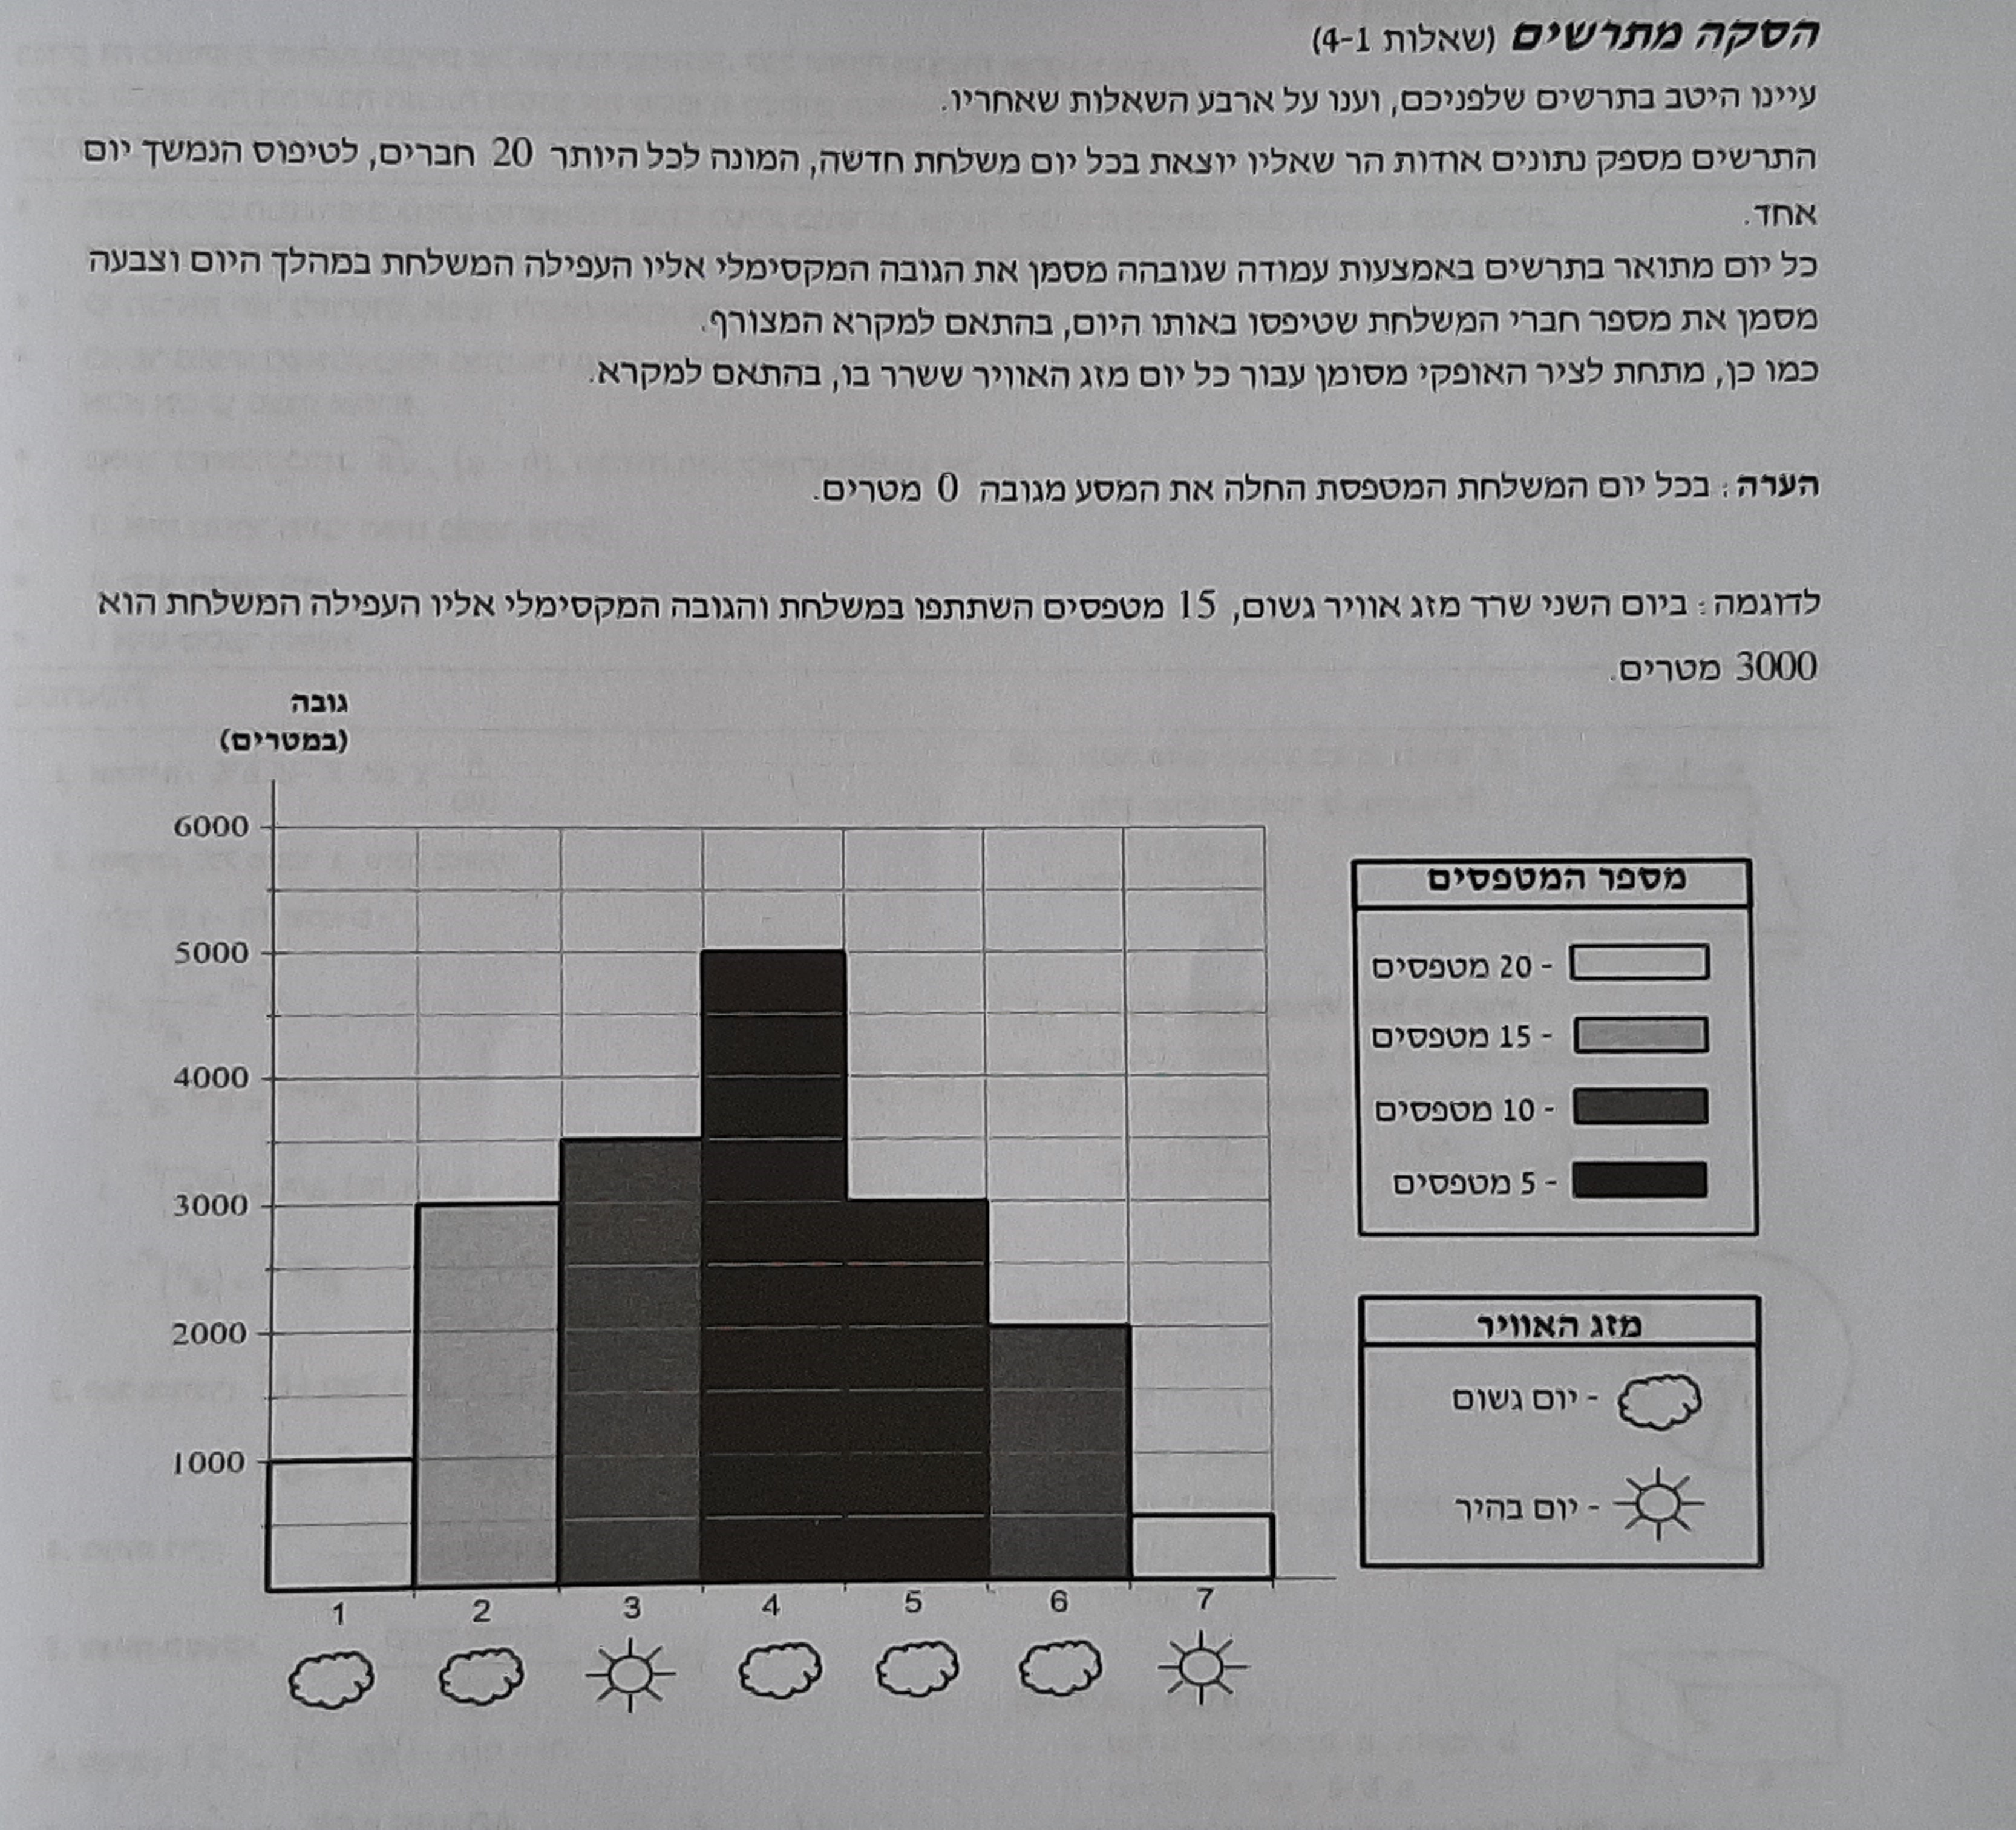 הסקה מתרשים (שאלות 4-1)
עיינו היטב בתרשים שלפניכם, וענו על ארבע השאלות שאחריו.
התרשים מספק נתונים אודות הר שאליו יוצאת בכל יום משלחת חדשה, המונה לכל היותר 20 חברים, לטיפוס הנמשך יום
אחד.
כל יום מתואר בתרשים באמצעות עמודה שגובהה מסמן את הגובה המקסימלי אליו העפילה המשלחת במהלך היום וצבעה
מסמן את מספר חברי המשלחת שטיפסו באותו היום, בהתאם למקרא המצורף.
כמו כן, מתחת לציר האופקי מסומן עבור כל יום מזג האוויר ששרר בו, בהתאם למקרא.
הערה: בכל יום המשלחת המטפסת החלה את המסע מגובה 0 מטרים.
לדוגמה: ביום השני שרר מזג אוויר גשום, 15 מטפסים השתתפו במשלחת והגובה המקסימלי אליו העפילה המשלחת הוא
3000 מטרים.
גובה
(במטרים)
6000
5000
4000
3000
2000
1000
1 2 3 4 5 6 7
מספר המטפסים
- 20 מטפסים
- 15 מטפסים
- 10 מטפסים
- 5 מטפסים
מזג האוויר
- יום גשום
- יום בהיר